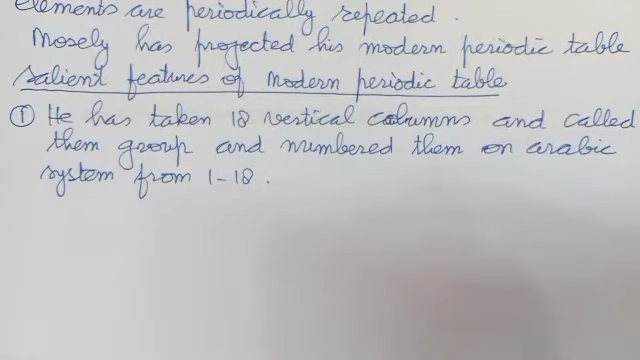 elements are periodically repeated.
Mosely has projected his modern periodic table
salient features of modern periodic table
① He has taken 18 vertical columns and called
them group and numbered them on arabic
system from 1-18.